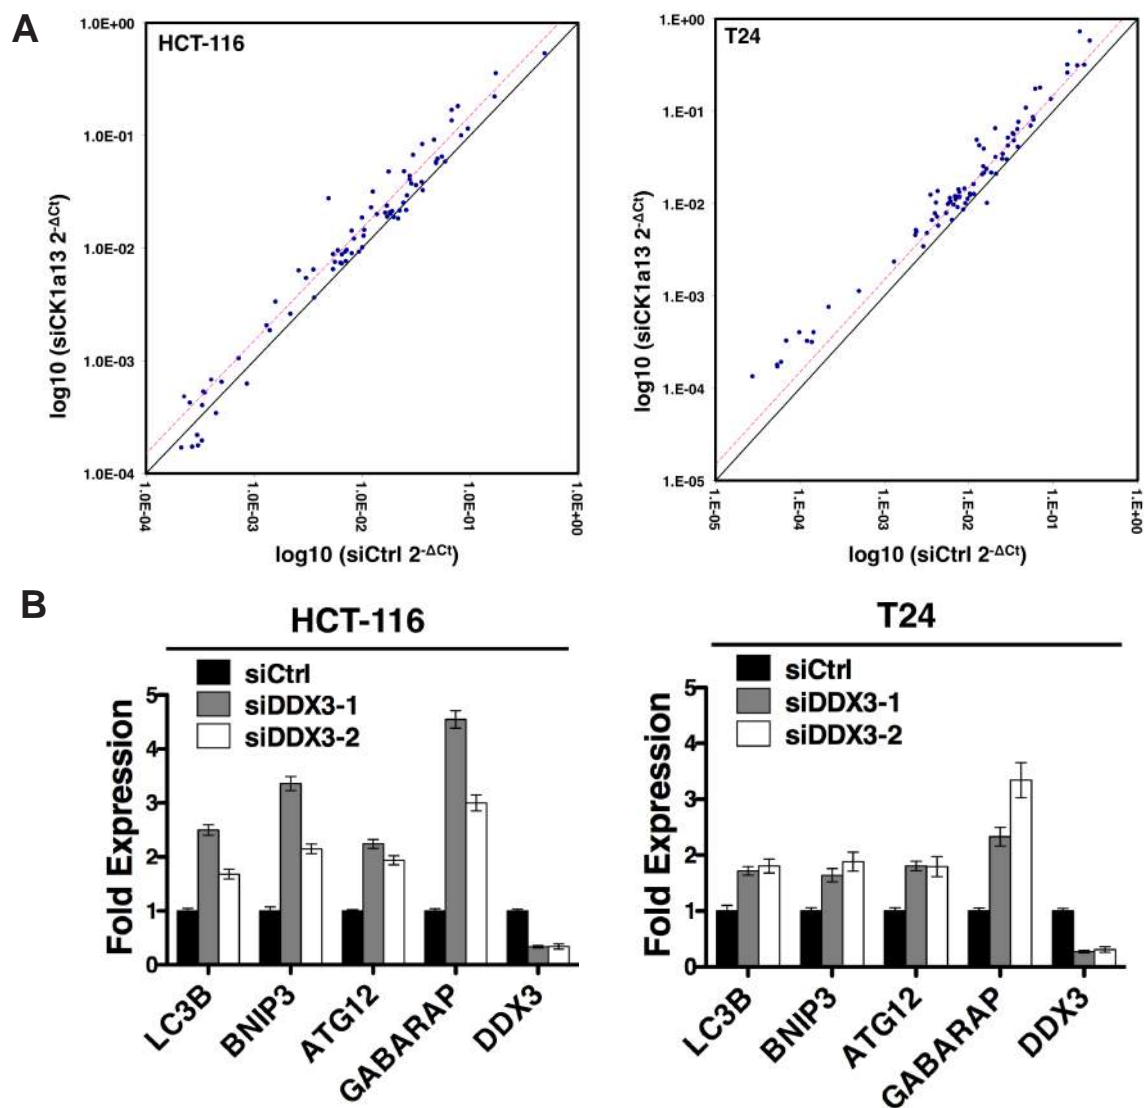 A
HCT-116
1.0E+00
1.0E-01
1.0E-02
1.0E-03
1.0E-04
log10 (siCK1a13 2-ΔCt)
1.0E-04
1.0E-03
1.0E-02
1.0E-01
1.0E+00
log10 (siCtrl 2-ΔCt)
T24
1.E+00
1.E-01
1.E-02
1.E-03
1.E-04
1.E-05
log10 (siCK1a13 2-ΔCt)
1.E-05
1.E-04
1.E-03
1.E-02
1.E-01
1.E+00
log10 (siCtrl 2-ΔCt)
B
HCT-116
siCtrl
siDDX3-1
siDDX3-2
Fold Expression
5
4
3
2
1
0
LC3B
BNIP3
ATG12
GABARAP
DDX3
T24
siCtrl
siDDX3-1
siDDX3-2
Fold Expression
5
4
3
2
1
0
LC3B
BNIP3
ATG12
GABARAP
DDX3